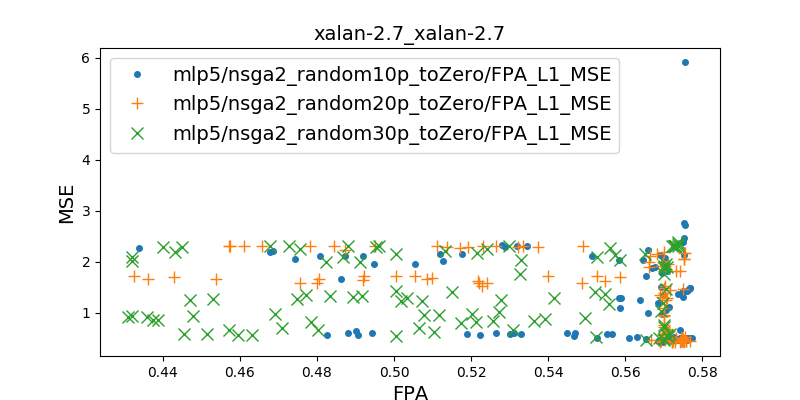 xalan-2.7_xalan-2.7
6
5
4
3
2
1
MSE
mlp5/nsga2_random10p_toZero/FPA_L1_MSE
mlp5/nsga2_random20p_toZero/FPA_L1_MSE
mlp5/nsga2_random30p_toZero/FPA_L1_MSE
0.44 0.46 0.48 0.50 0.52 0.54 0.56 0.58
FPA